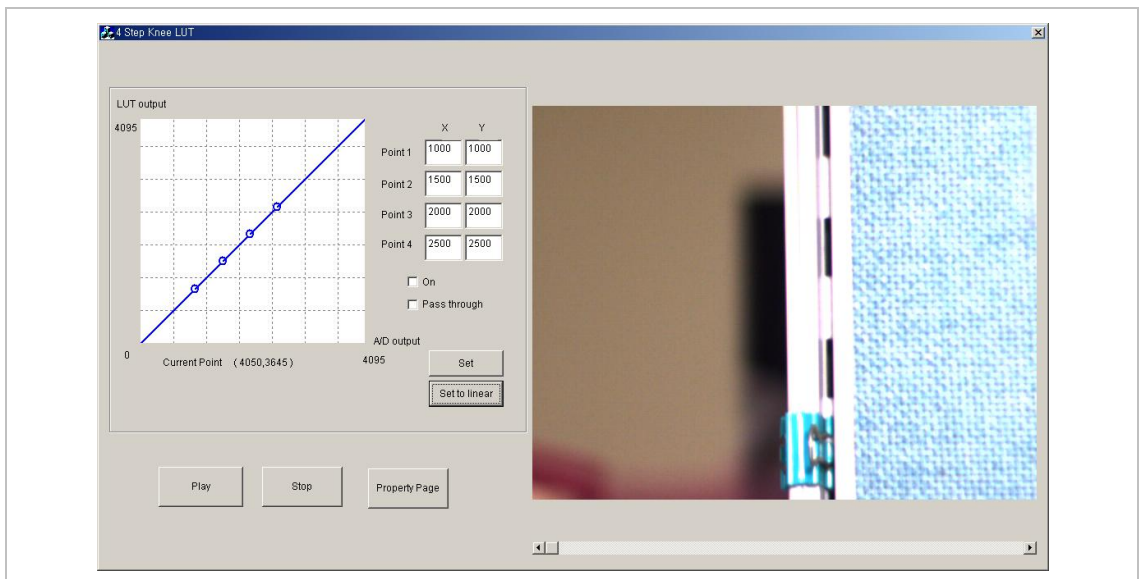 4 Step Knee LUT
LUT output
4095
X Y
Point 1 1000 1000
Point 2 1500 1500
Point 3 2000 2000
Point 4 2500 2500
On
Pass through
A/D output
0
Current Point ( 4050,3645 )
4095
Set
Set to linear
Play
Stop
Property Page